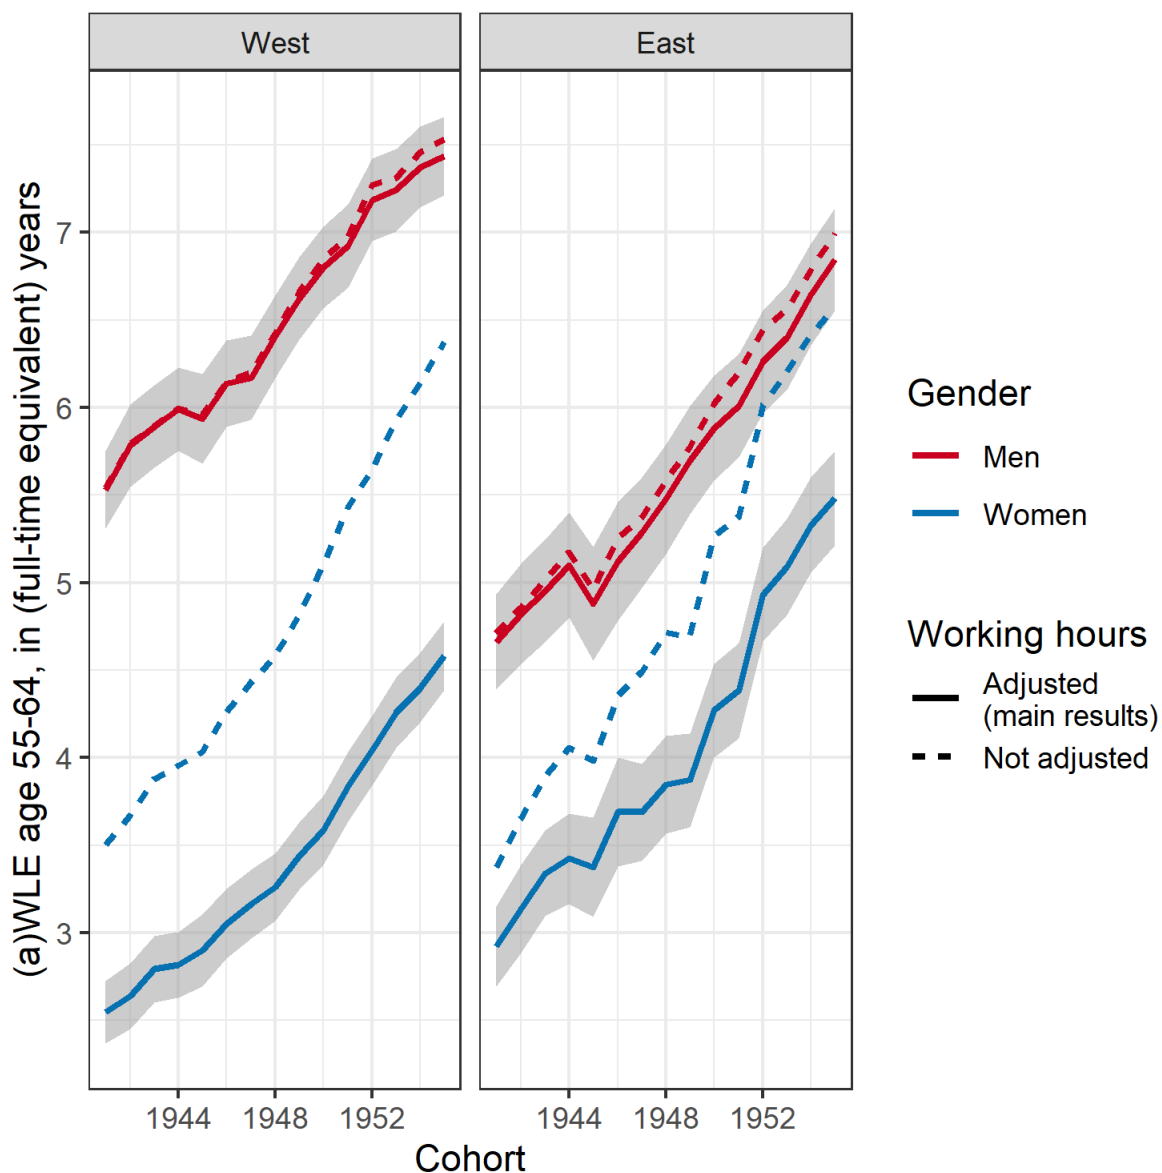 West
East
(a)WLE age 55-64, in (full-time equivalent) years
7
6
5
4
3
1944
1948
1952
1944
1948
1952
Cohort
Gender
Men
Women
Working hours
Adjusted
(main results)
Not adjusted